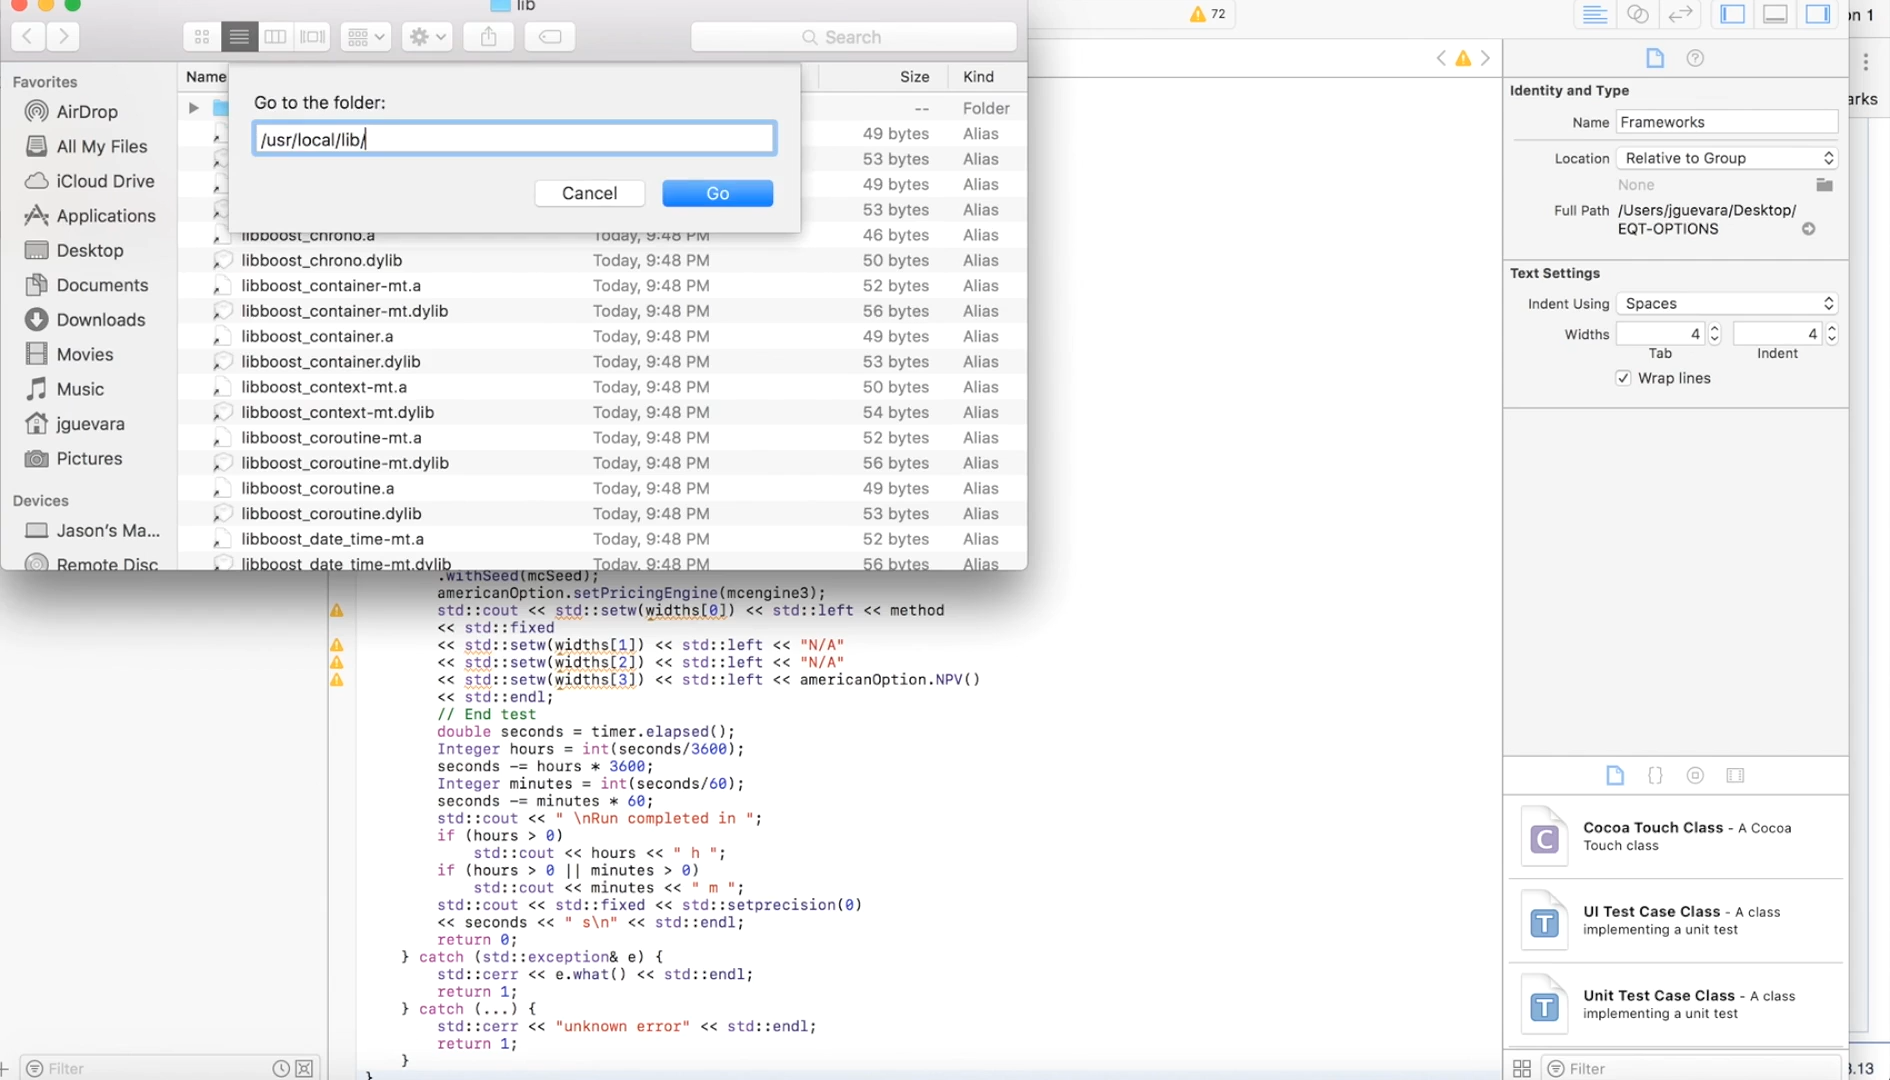 lib
72
on 1
Search
Favorites
AirDrop
All My Files
iCloud Drive
Applications
Desktop
Documents
Downloads
Movies
Music
jguevara
Pictures
Devices
Jason's Ma...
Remote Disc
Name
Size
Kind
Go to the folder:
/usr/local/lib/
Cancel
Go
-- Folder
49 bytes Alias
53 bytes Alias
49 bytes Alias
53 bytes Alias
libboost_chrono.a Today, 9:48 PM 46 bytes Alias
libboost_chrono.dylib Today, 9:48 PM 50 bytes Alias
libboost_container-mt.a Today, 9:48 PM 52 bytes Alias
libboost_container-mt.dylib Today, 9:48 PM 56 bytes Alias
libboost_container.a Today, 9:48 PM 49 bytes Alias
libboost_container.dylib Today, 9:48 PM 53 bytes Alias
libboost_context-mt.a Today, 9:48 PM 50 bytes Alias
libboost_context-mt.dylib Today, 9:48 PM 54 bytes Alias
libboost_coroutine-mt.a Today, 9:48 PM 52 bytes Alias
libboost_coroutine-mt.dylib Today, 9:48 PM 56 bytes Alias
libboost_coroutine.a Today, 9:48 PM 49 bytes Alias
libboost_coroutine.dylib Today, 9:48 PM 53 bytes Alias
libboost_date_time-mt.a Today, 9:48 PM 52 bytes Alias
libboost_date_time-mt.dylib Today, 9:48 PM 56 bytes Alias
.withSeed(mcSeed);
americanOption.setPricingEngine(mcengine3);
std::cout << std::setw(widths[0]) << std::left << method
<< std::fixed
<< std::setw(widths[1]) << std::left << "N/A"
<< std::setw(widths[2]) << std::left << "N/A"
<< std::setw(widths[3]) << std::left << americanOption.NPV()
<< std::endl;
// End test
double seconds = timer.elapsed();
Integer hours = int(seconds/3600);
seconds -= hours * 3600;
Integer minutes = int(seconds/60);
seconds -= minutes * 60;
std::cout << " \nRun completed in ";
if (hours > 0)
std::cout << hours << " h ";
if (hours > 0 || minutes > 0)
std::cout << minutes << " m ";
std::cout << std::fixed << std::setprecision(0)
<< seconds << " s\n" << std::endl;
return 0;
} catch (std::exception& e) {
std::cerr << e.what() << std::endl;
return 1;
} catch (...) {
std::cerr << "unknown error" << std::endl;
return 1;
}
}
Filter
Identity and Type
Name Frameworks
Location Relative to Group
None
Full Path /Users/jguevara/Desktop/
EQT-OPTIONS
Text Settings
Indent Using Spaces
Widths 4 4
Tab Indent
Wrap lines
{}
C
Cocoa Touch Class - A Cocoa
Touch class
T
UI Test Case Class - A class
implementing a unit test
T
Unit Test Case Class - A class
implementing a unit test
Filter
arks
3.13